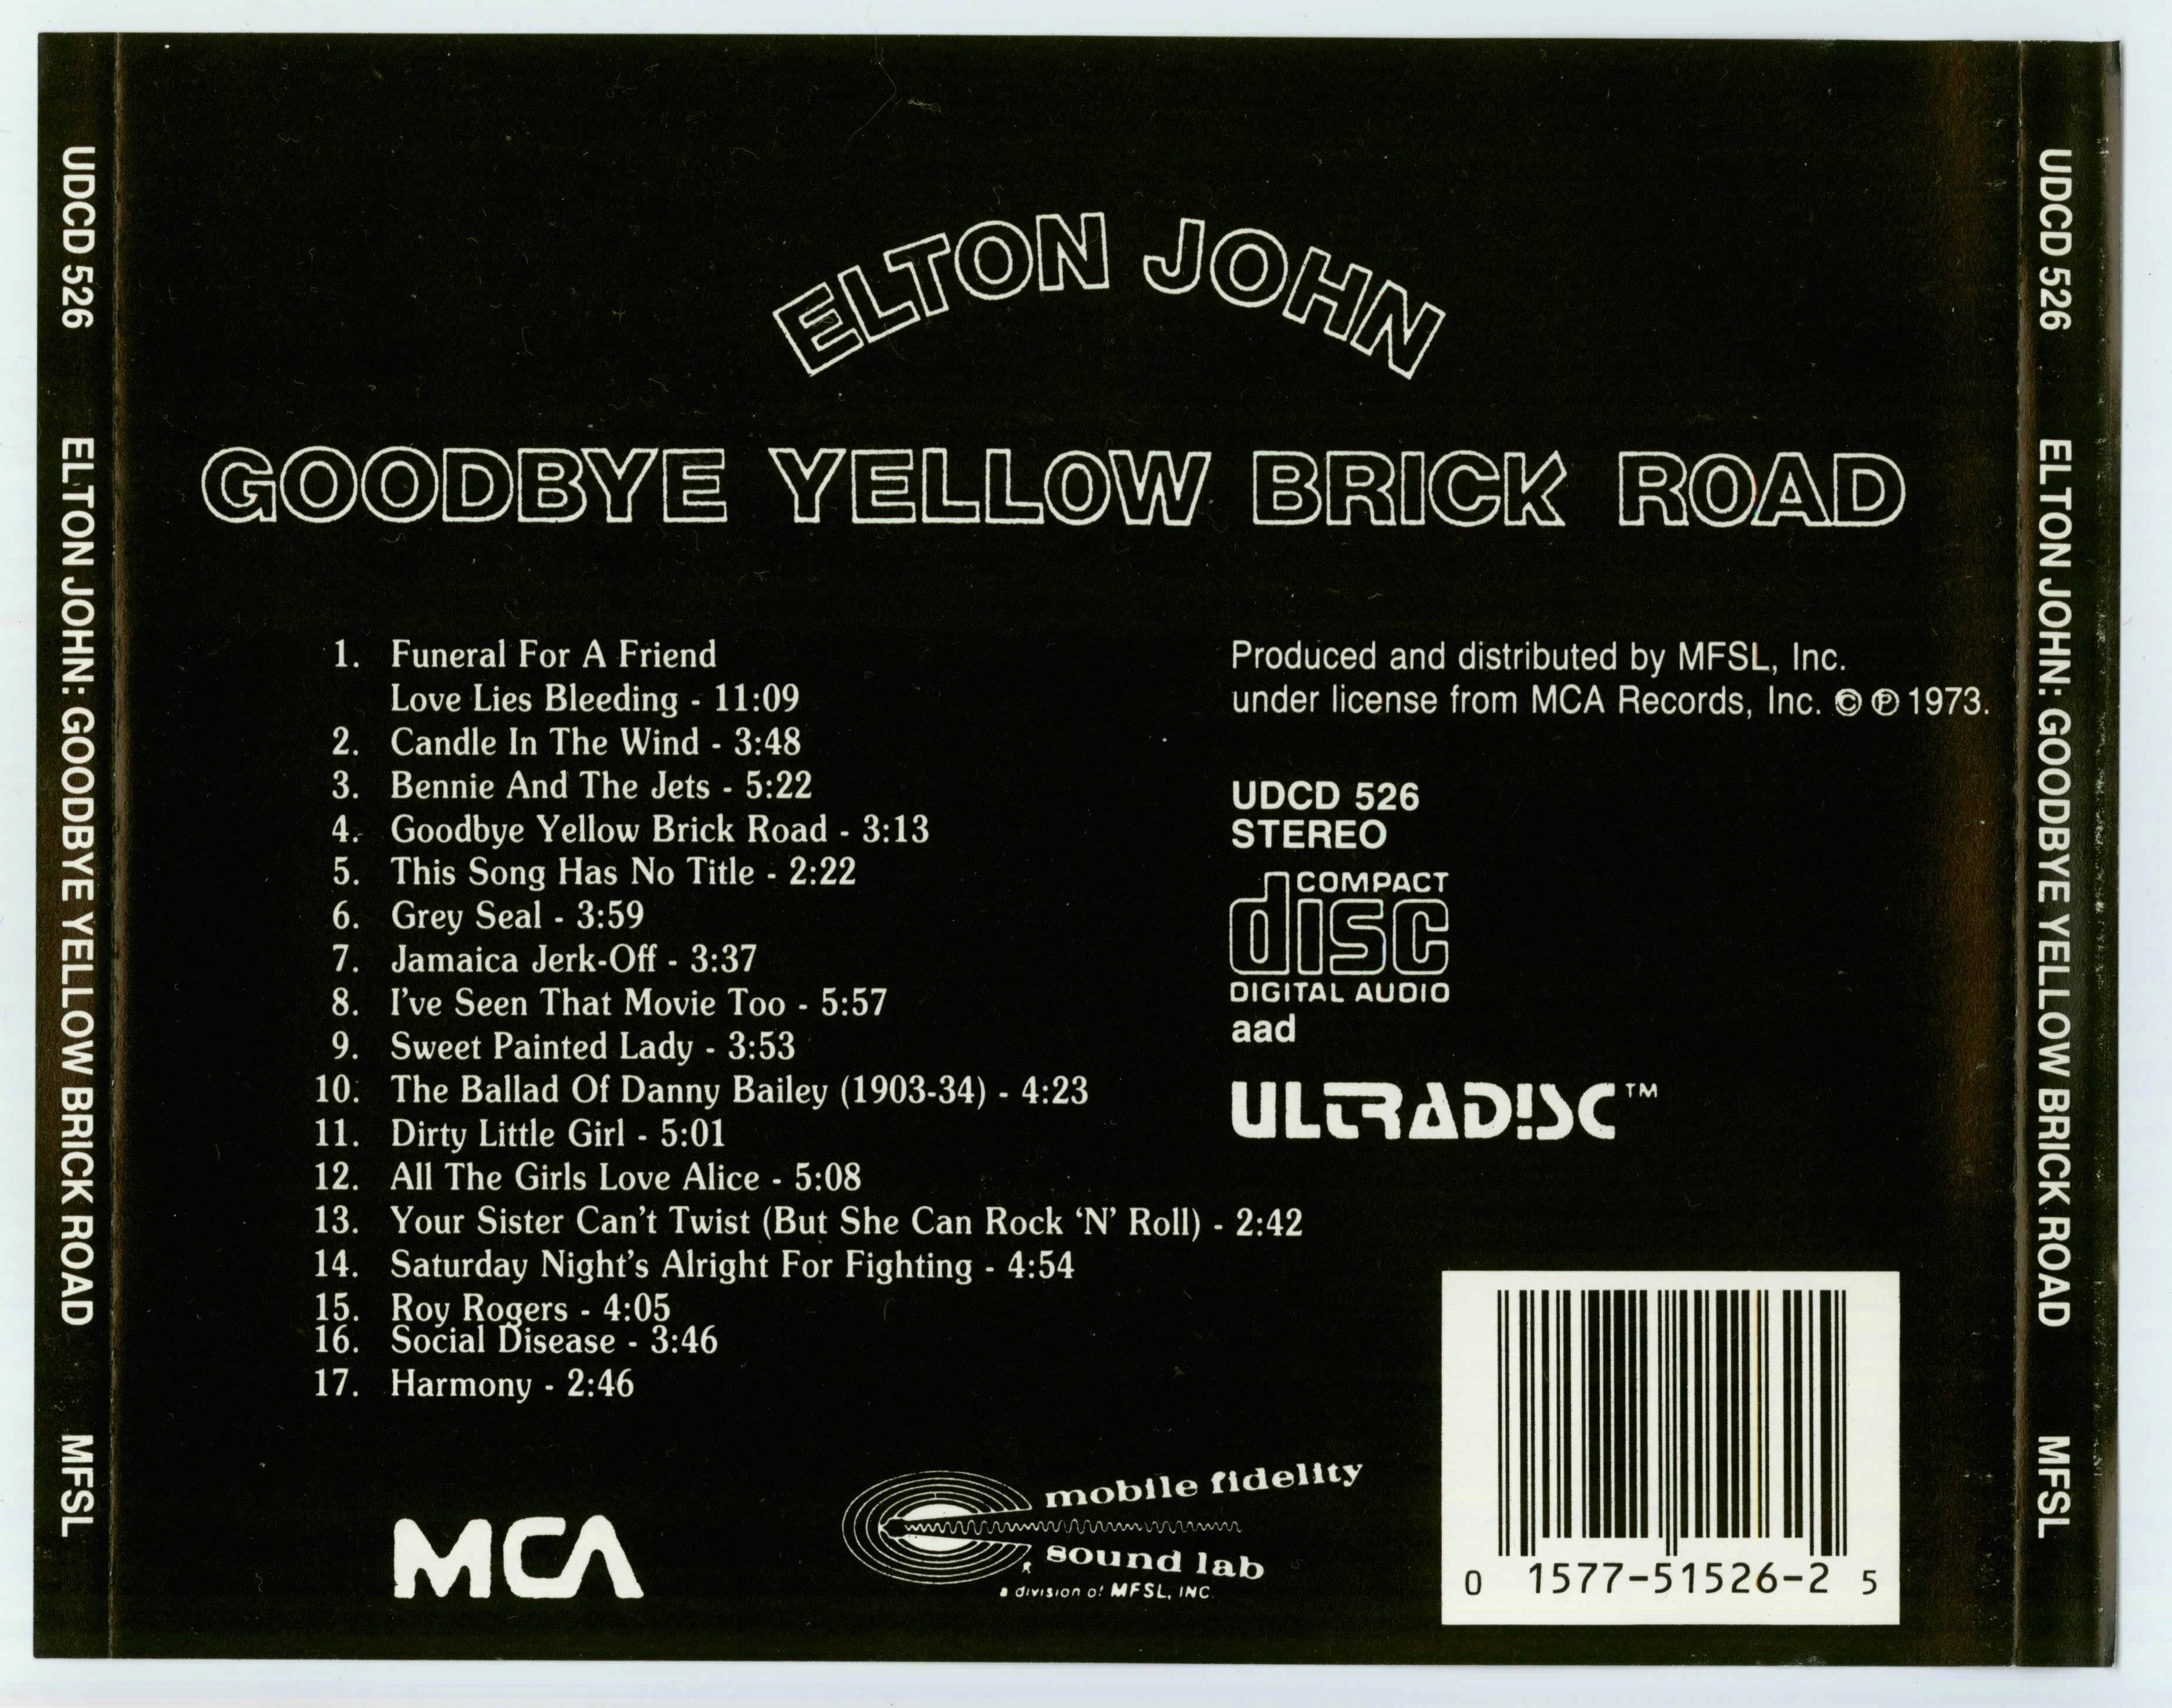 UDCD 526 ELTON JOHN: GOODBYE YELLOW BRICK ROAD MFSL
ELTON JOHN
GOODBYE YELLOW BRICK ROAD
1. Funeral For A Friend
Love Lies Bleeding - 11:09
2. Candle In The Wind - 3:48
3. Bennie And The Jets - 5:22
4. Goodbye Yellow Brick Road - 3:13
5. This Song Has No Title - 2:22
6. Grey Seal - 3:59
7. Jamaica Jerk-Off - 3:37
8. I've Seen That Movie Too - 5:57
9. Sweet Painted Lady - 3:53
10. The Ballad Of Danny Bailey (1903-34) - 4:23
11. Dirty Little Girl - 5:01
12. All The Girls Love Alice - 5:08
13. Your Sister Can't Twist (But She Can Rock ‘N’ Roll) - 2:42
14. Saturday Night's Alright For Fighting - 4:54
15. Roy Rogers - 4:05
16. Social Disease - 3:46
17. Harmony - 2:46
Produced and distributed by MFSL, Inc.
under license from MCA Records, Inc. © ℗ 1973.
UDCD 526
STEREO
COMPACT
disc
DIGITAL AUDIO
aad
ULTRADISC™
MCA
mobile fidelity
sound lab
a division of MFSL, INC.
0 1577-51526-2 5
UDCD 526 ELTON JOHN: GOODBYE YELLOW BRICK ROAD MFSL